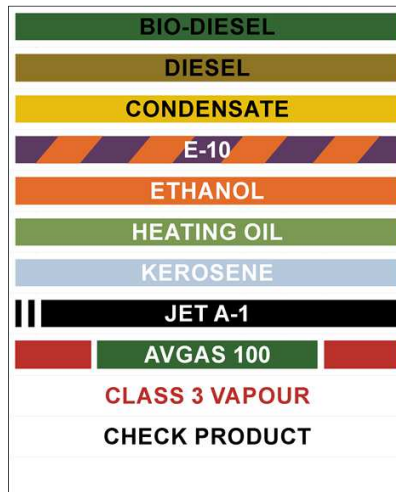 BIO-DIESEL
DIESEL
CONDENSATE
E-10
ETHANOL
HEATING OIL
KEROSENE
JET A-1
AVGAS 100
CLASS 3 VAPOUR
CHECK PRODUCT